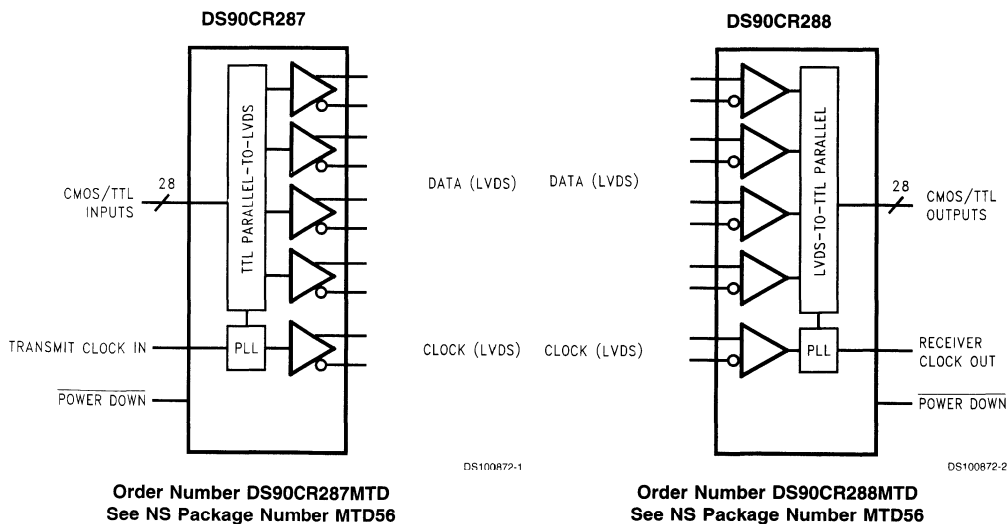 DS90CR287
CMOS/TTL
INPUTS
28
TTL PARALLEL-TO-LVDS
DATA (LVDS)
TRANSMIT CLOCK IN
PLL
CLOCK (LVDS)
POWER DOWN
DS100872-1
Order Number DS90CR287MTD
See NS Package Number MTD56
DS90CR288
DATA (LVDS)
LVDS-TO-TTL PARALLEL
28
CMOS/TTL
OUTPUTS
CLOCK (LVDS)
PLL
RECEIVER
CLOCK OUT
POWER DOWN
DS100872-2
Order Number DS90CR288MTD
See NS Package Number MTD56